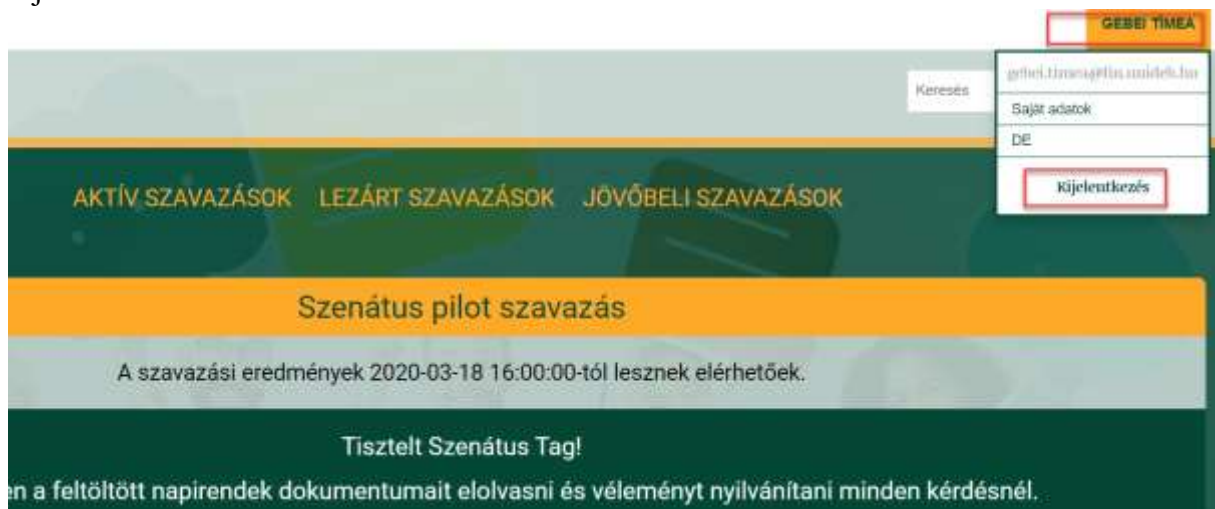 GEBEI TÍMEA
Keresés
Saját adatok
DE
Kijelentkezés
AKTÍV SZAVAZÁSOK LEZÁRT SZAVAZÁSOK JÖVŐBELI SZAVAZÁSOK
Szenátus pilot szavazás
A szavazási eredmények 2020-03-18 16:00:00-tól lesznek elérhetőek.
Tisztelt Szenátus Tag!
a feltöltött napirendek dokumentumait elolvasni és véleményt nyilvánítani minden kérdésnél.